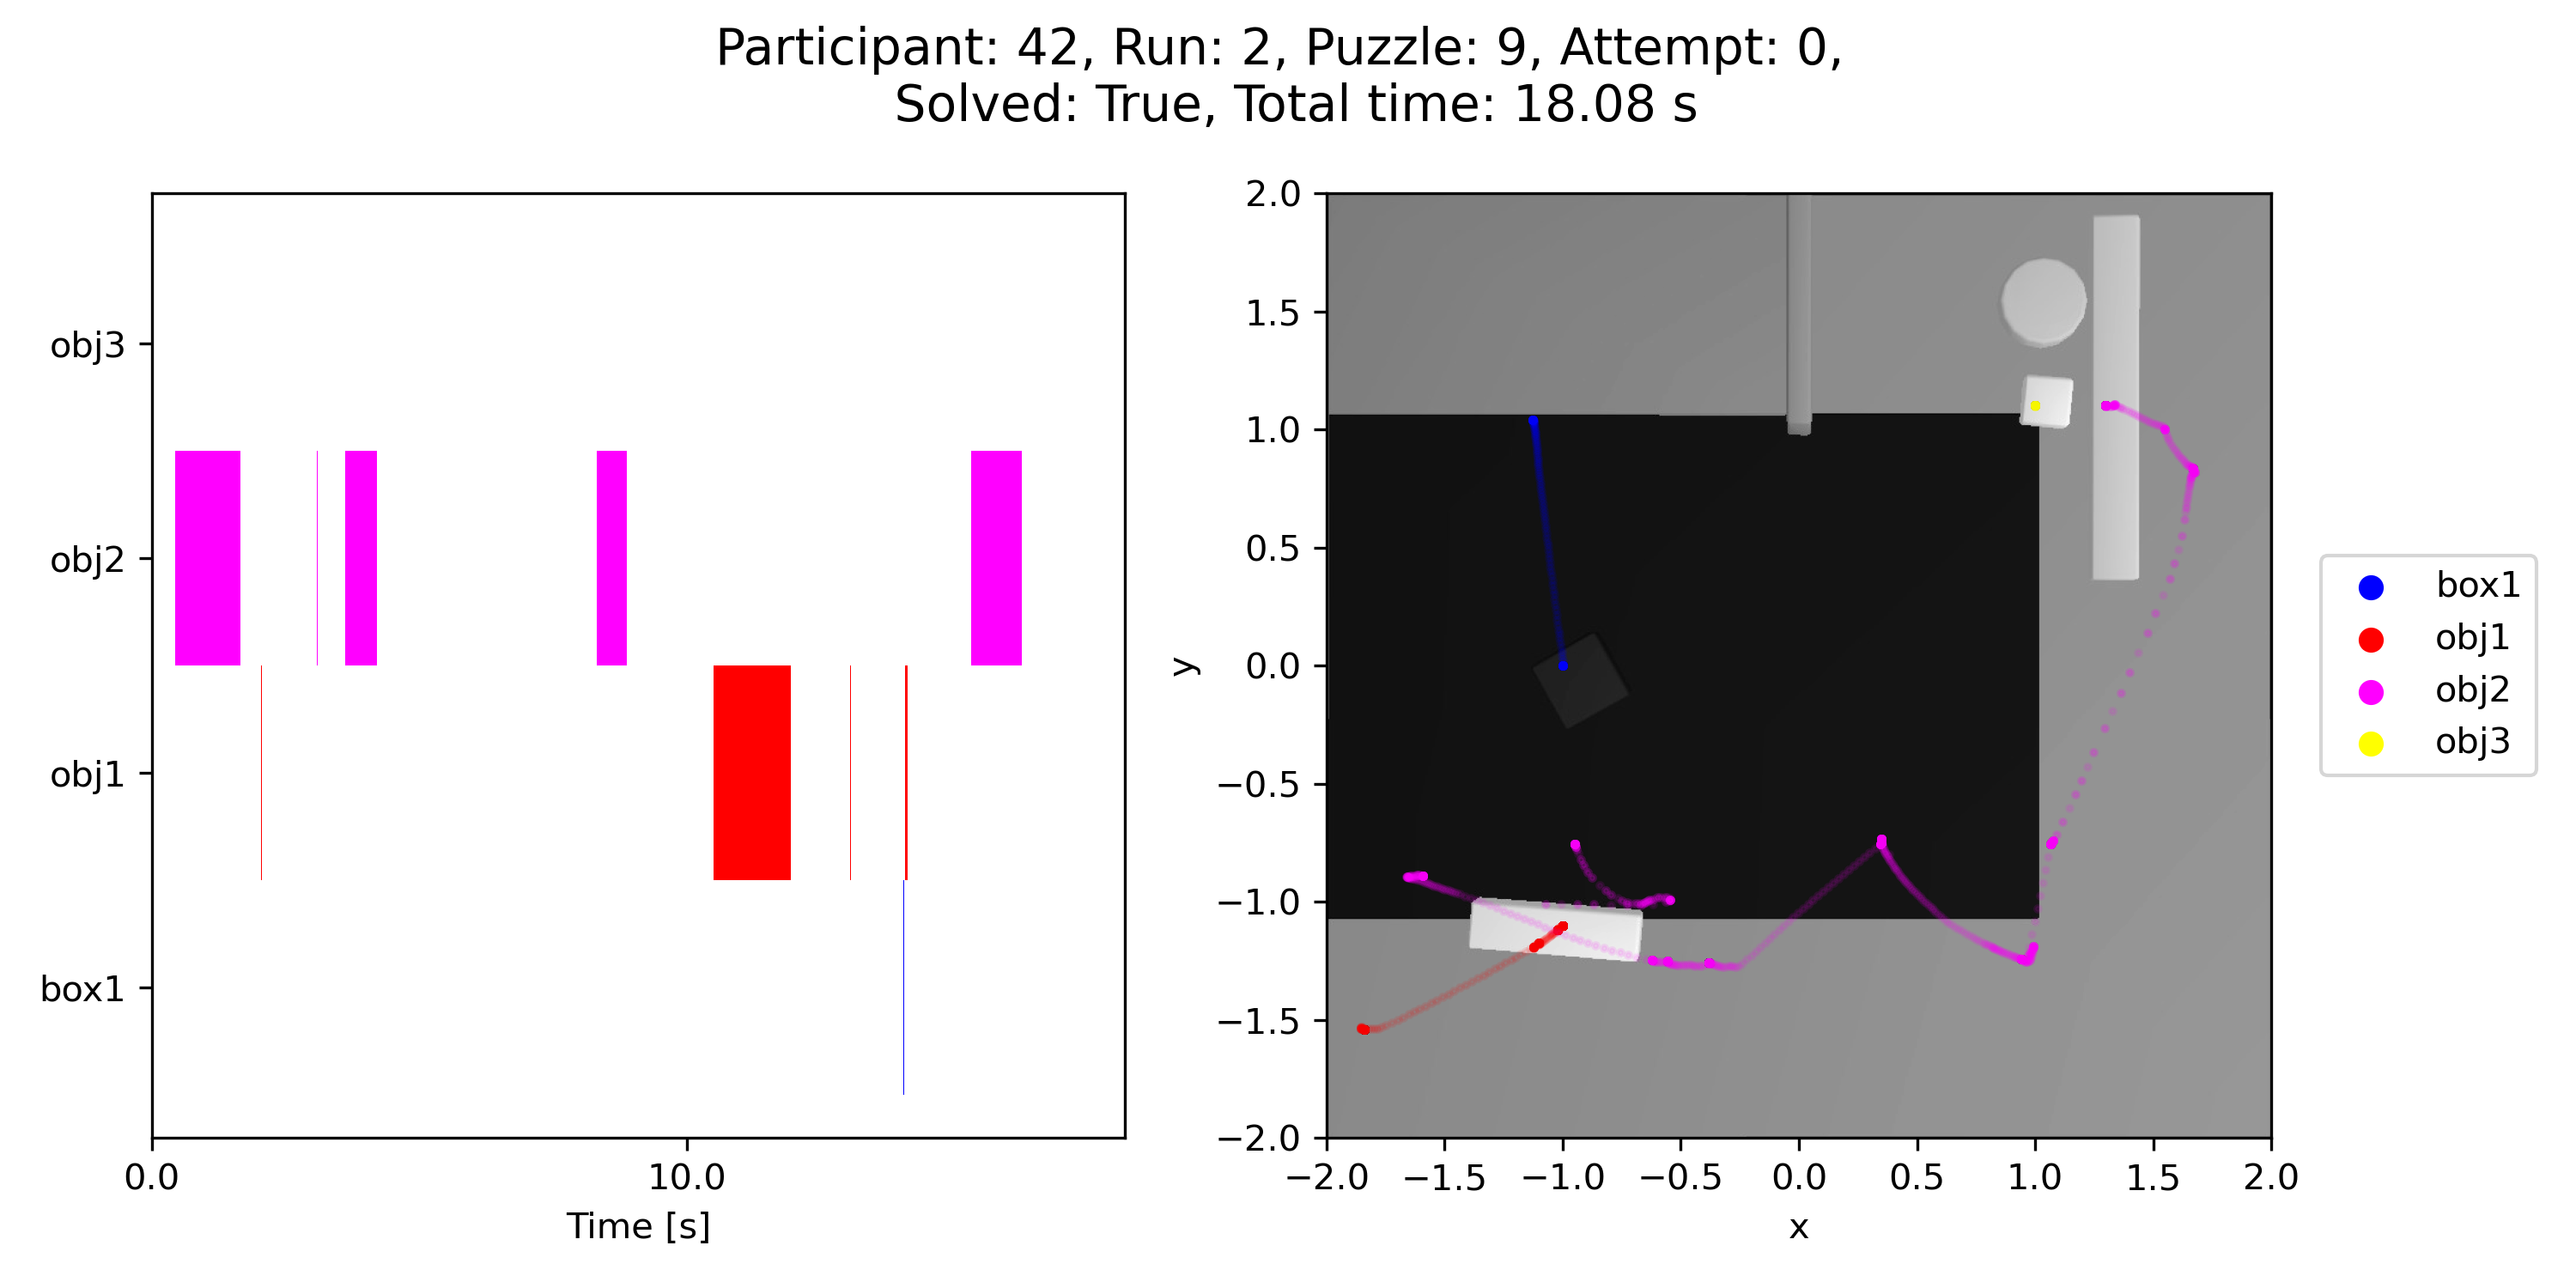 Participant: 42, Run: 2, Puzzle: 9, Attempt: 0,
Solved: True, Total time: 18.08 s
obj3
obj2
obj1
box1
0.0
10.0
Time [s]
2.0
1.5
1.0
0.5
0.0
−0.5
−1.0
−1.5
−2.0
y
−2.0
−1.5
−1.0
−0.5
0.0
0.5
1.0
1.5
2.0
x
box1
obj1
obj2
obj3